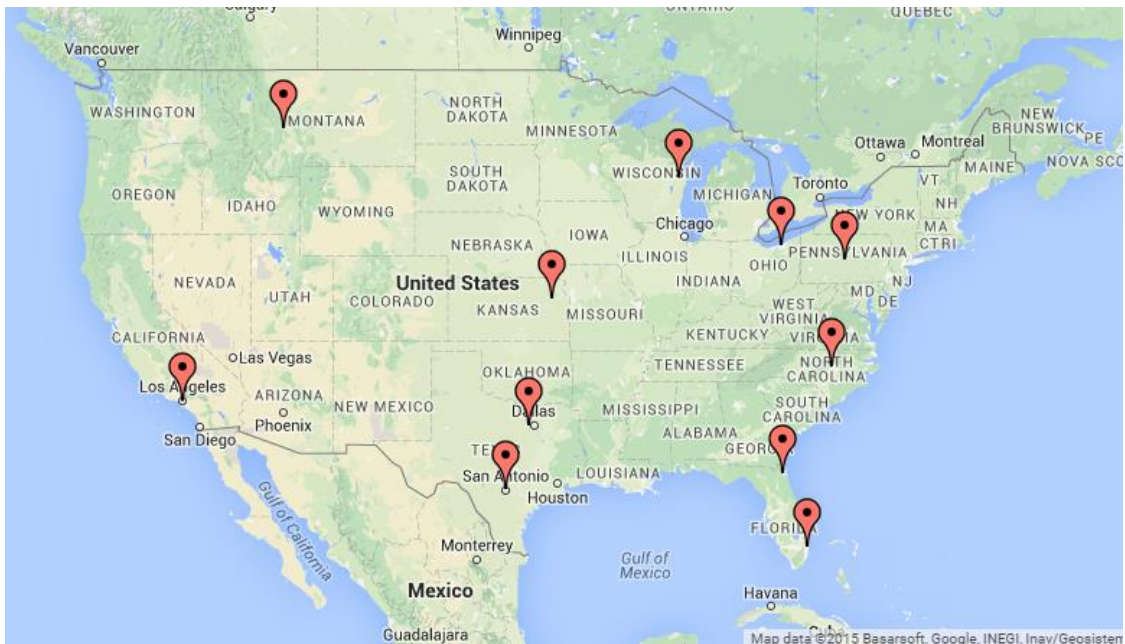 Calgary
ONTARIO
QUEBEC
Winnipeg
Vancouver
WASHINGTON
MONTANA
NORTH
DAKOTA
MINNESOTA
Ottawa
Montreal
NEW
BRUNSWICK
PE
NOVA SCO
MAINE
WISCONSIN
MICHIGAN
Toronto
VT
NH
OREGON
IDAHO
SOUTH
DAKOTA
WYOMING
Chicago
NEW YORK
MA
CT RI
NEBRASKA
IOWA
ILLINOIS
INDIANA
OHIO
PENNSYLVANIA
NJ
MD
DE
NEVADA
UTAH
COLORADO
United States
KANSAS
MISSOURI
WEST
VIRGINIA
KENTUCKY
VIRGINIA
CALIFORNIA
Las Vegas
TENNESSEE
NORTH
CAROLINA
OKLAHOMA
Los Angeles
ARIZONA
Phoenix
NEW MEXICO
Dallas
MISSISSIPPI
SOUTH
CAROLINA
San Diego
ALABAMA
GEORGIA
TEXAS
San Antonio
Houston
LOUISIANA
Gulf of California
FLORIDA
Monterrey
Gulf of
Mexico
Mexico
Havana
Cuba
Guadalajara
Map data ©2015 Basarsoft, Google, INEGI, Inav/Geosistem